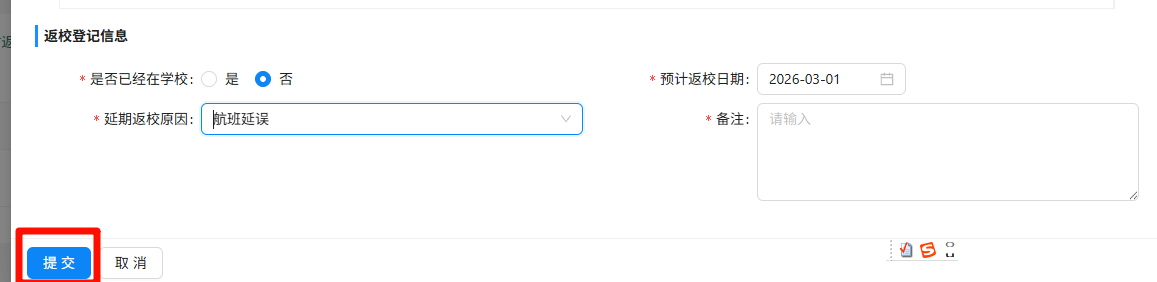 返校登记信息
* 是否已经在学校: 是 否 * 预计返校日期: 2026-03-01
* 延期返校原因: 航班延误 * 备注: 请输入
提 交 取 消